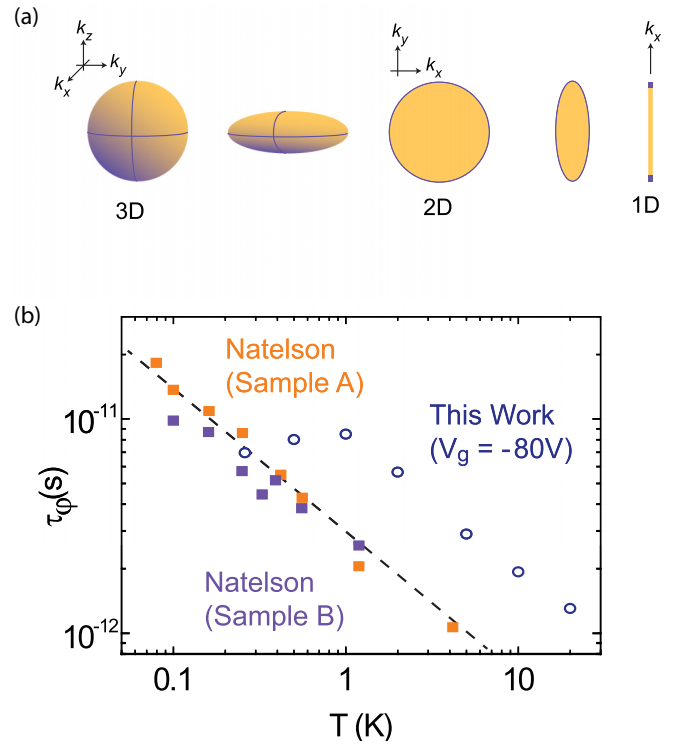 (a)
k_z
k_y
k_x
3D
k_y
k_x
2D
k_x
1D
(b)
Natelson
(Sample A)
This Work
(V_g = -80V)
Natelson
(Sample B)
10^-11
10^-12
τ_φ(s)
0.1 1 10
T (K)